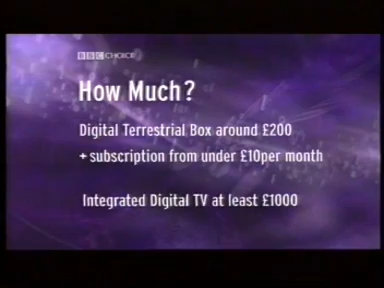 BBC CHOICE
How Much?
Digital Terrestrial Box around £200
+ subscription from under £10per month
Integrated Digital TV at least £1000